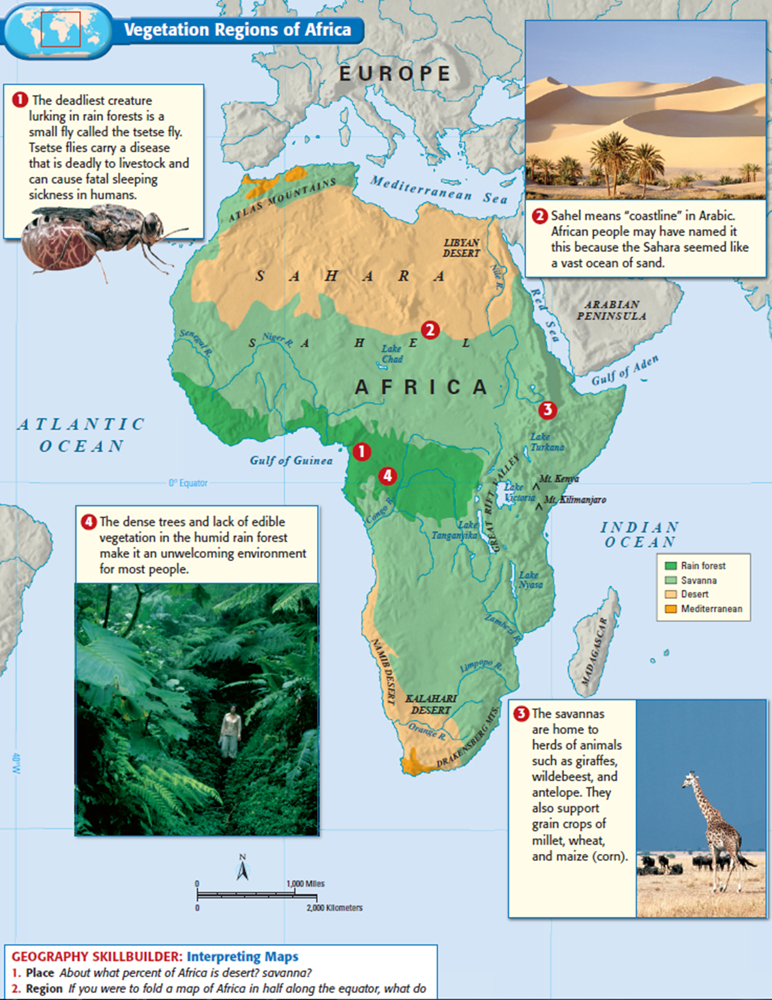 Vegetation Regions of Africa
EUROPE
1 The deadliest creature
lurking in rain forests is a
small fly called the tsetse fly.
Tsetse flies carry a disease
that is deadly to livestock and
can cause fatal sleeping
sickness in humans.
2 Sahel means “coastline” in Arabic.
African people may have named it
this because the Sahara seemed like
a vast ocean of sand.
ATLAS MOUNTAINS
Mediterranean Sea
LIBYAN
DESERT
SAHARA
Nile R.
Red Sea
ARABIAN
PENINSULA
2
Senegal R.
Niger R.
SAHEL
Lake
Chad
Gulf of Aden
AFRICA
3
ATLANTIC
OCEAN
Lake
Turkana
1
Gulf of Guinea
4
0° Equator
GREAT RIFT VALLEY
Lake
Victoria
Mt. Kenya
Mt. Kilimanjaro
Congo R.
Lake
Tanganyika
INDIAN
OCEAN
4 The dense trees and lack of edible
vegetation in the humid rain forest
make it an unwelcoming environment
for most people.
Rain forest
Savanna
Desert
Mediterranean
Lake
Nyasa
Zambezi R.
MADAGASCAR
NAMIB DESERT
Limpopo R.
KALAHARI
DESERT
Orange R.
DRAKENSBERG MTS.
40°W
3 The savannas
are home to
herds of animals
such as giraffes,
wildebeest, and
antelope. They
also support
grain crops of
millet, wheat,
and maize (corn).
N
0 1,000 Miles
0 2,000 Kilometers
GEOGRAPHY SKILLBUILDER: Interpreting Maps
1. Place About what percent of Africa is desert? savanna?
2. Region If you were to fold a map of Africa in half along the equator, what do